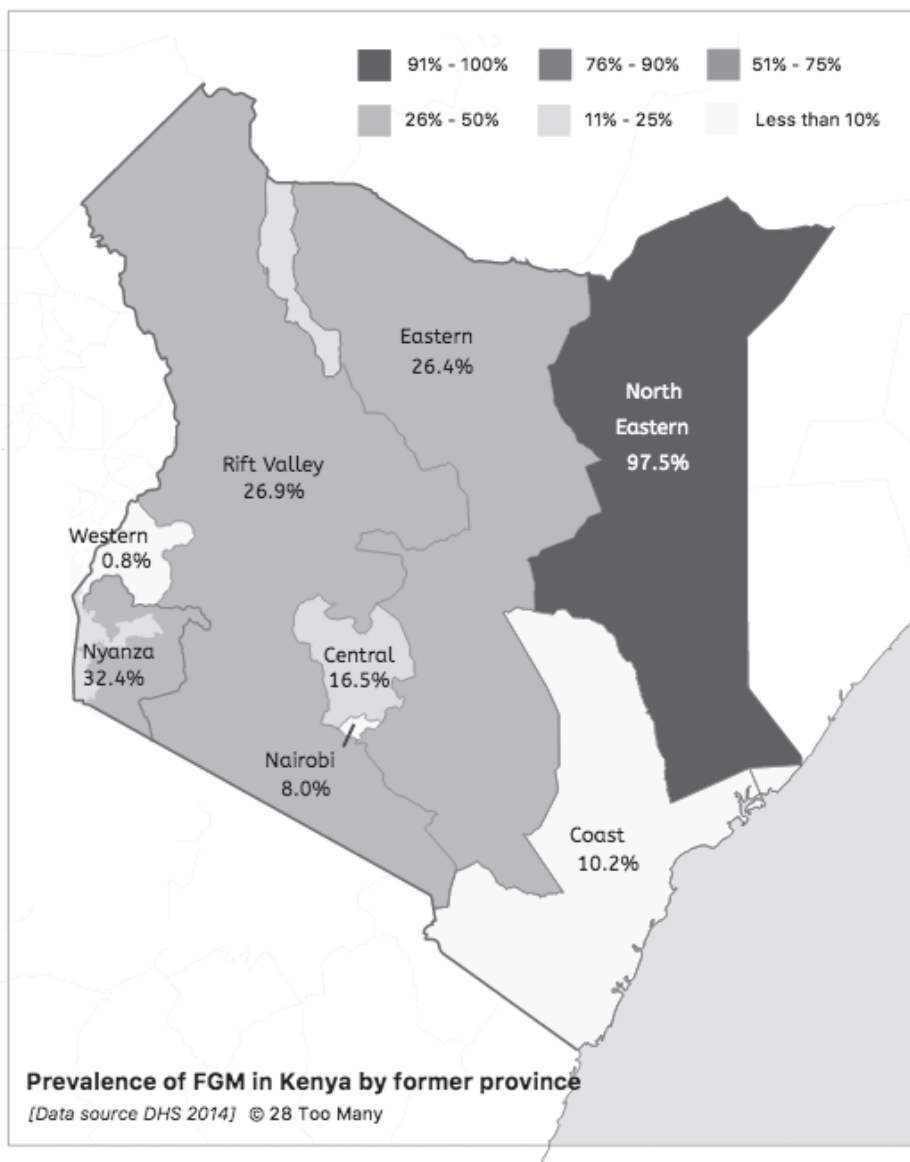 91% - 100%
76% - 90%
51% - 75%
26% - 50%
11% - 25%
Less than 10%
Eastern
26.4%
North
Eastern
97.5%
Rift Valley
26.9%
Western
0.8%
Nyanza
32.4%
Central
16.5%
Nairobi
8.0%
Coast
10.2%
Prevalence of FGM in Kenya by former province
[Data source DHS 2014] © 28 Too Many